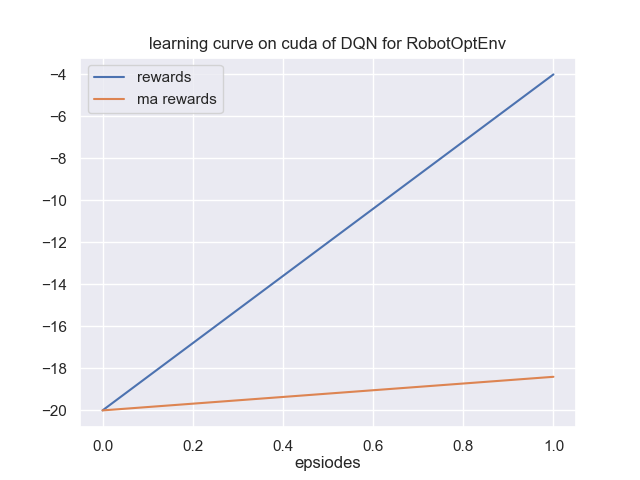 learning curve on cuda of DQN for RobotOptEnv
rewards
ma rewards
−4
−6
−8
−10
−12
−14
−16
−18
−20
0.0 0.2 0.4 0.6 0.8 1.0
epsiodes